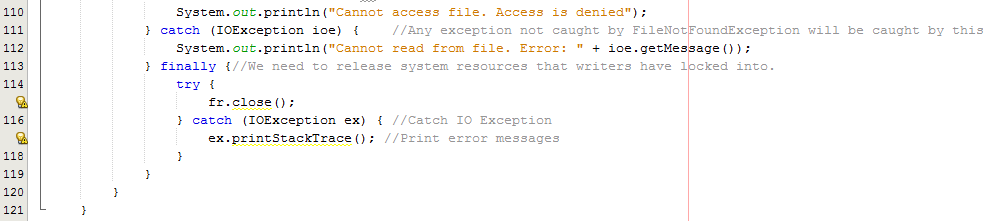 110 System.out.println("Cannot access file. Access is denied");
111 } catch (IOException ioe) { //Any exception not caught by FileNotFoundException will be caught by this
112 System.out.println("Cannot read from file. Error: " + ioe.getMessage());
113 } finally {//We need to release system resources that writers have locked into.
114 try {
fr.close();
116 } catch (IOException ex) { //Catch IO Exception
ex.printStackTrace(); //Print error messages
118 }
119 }
120 }
121 }